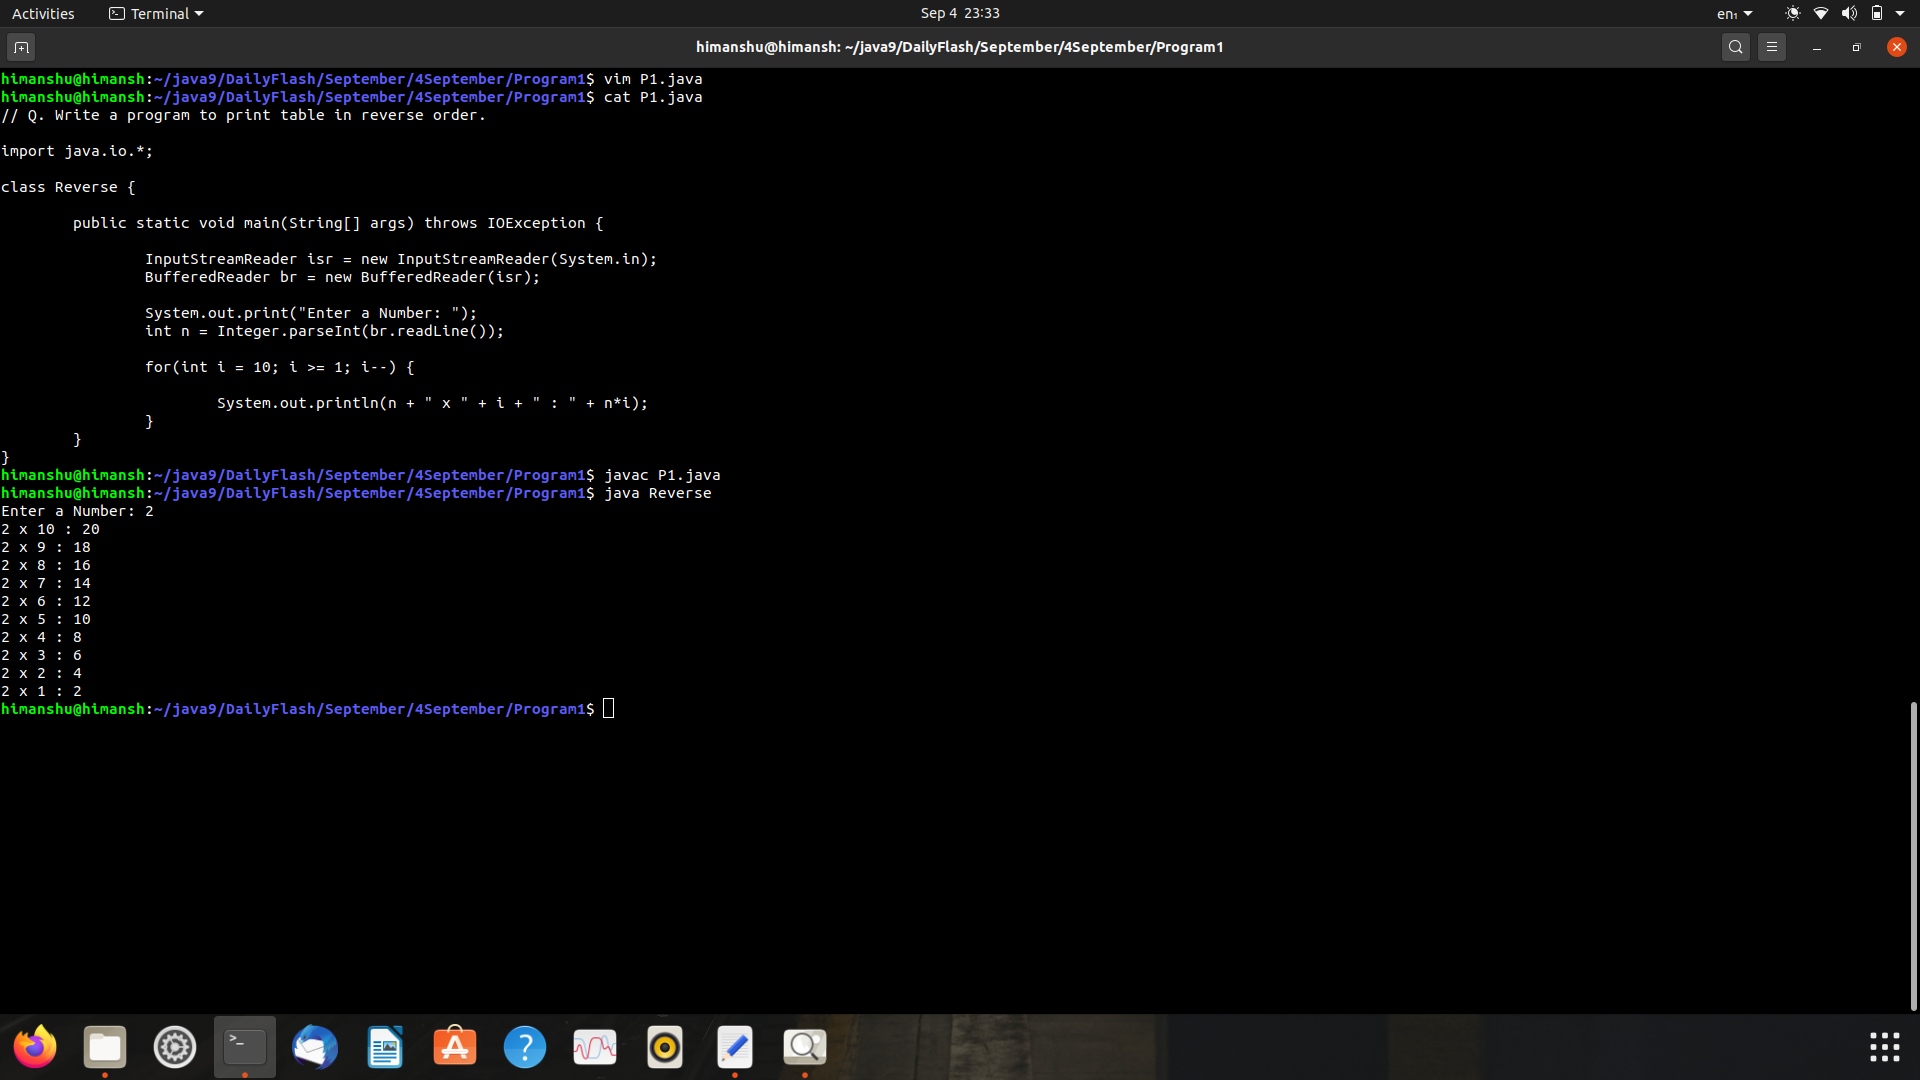 Activities
Terminal
Sep 4 23:33
en₁
himanshu@himansh: ~/java9/DailyFlash/September/4September/Program1
himanshu@himansh:~/java9/DailyFlash/September/4September/Program1$ vim P1.java
himanshu@himansh:~/java9/DailyFlash/September/4September/Program1$ cat P1.java
// Q. Write a program to print table in reverse order.

import java.io.*;

class Reverse {

        public static void main(String[] args) throws IOException {

                InputStreamReader isr = new InputStreamReader(System.in);
                BufferedReader br = new BufferedReader(isr);

                System.out.print("Enter a Number: ");
                int n = Integer.parseInt(br.readLine());

                for(int i = 10; i >= 1; i--) {

                        System.out.println(n + " x " + i + " : " + n*i);
                }
        }
}
himanshu@himansh:~/java9/DailyFlash/September/4September/Program1$ javac P1.java
himanshu@himansh:~/java9/DailyFlash/September/4September/Program1$ java Reverse
Enter a Number: 2
2 x 10 : 20
2 x 9 : 18
2 x 8 : 16
2 x 7 : 14
2 x 6 : 12
2 x 5 : 10
2 x 4 : 8
2 x 3 : 6
2 x 2 : 4
2 x 1 : 2
himanshu@himansh:~/java9/DailyFlash/September/4September/Program1$